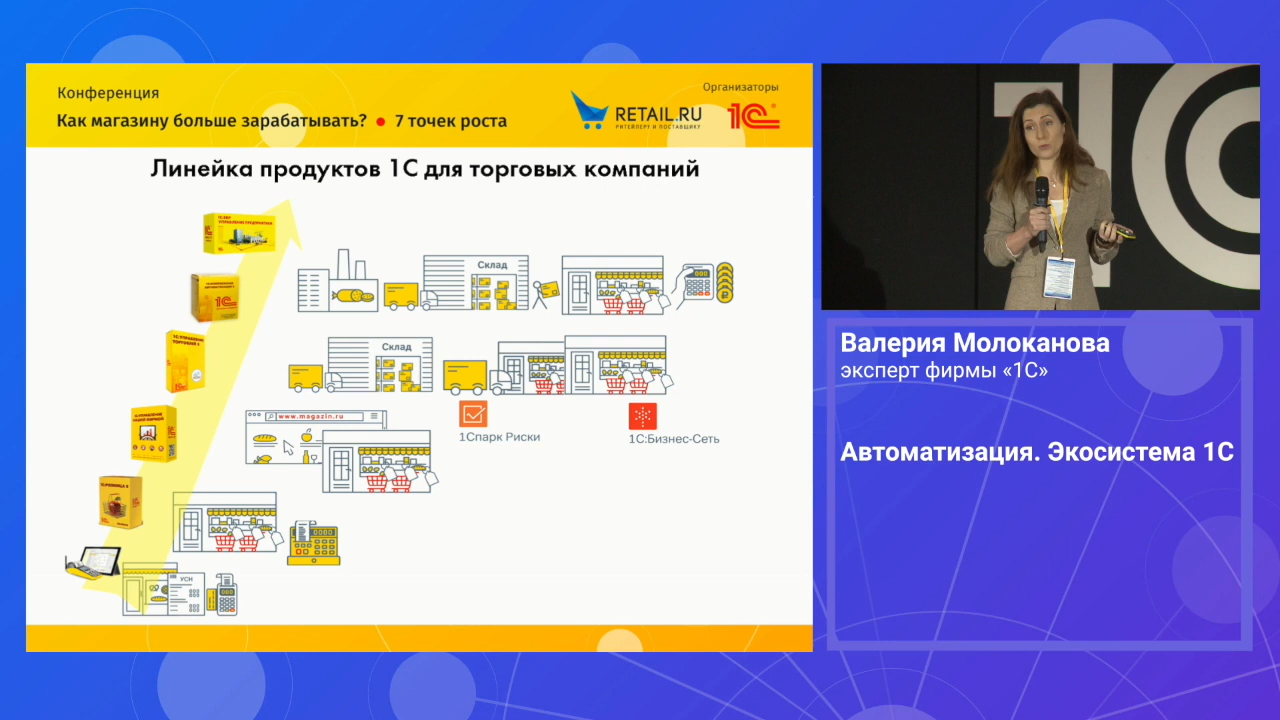 Конференция
Как магазину больше зарабатывать? ● 7 точек роста
Организаторы
RETAIL.RU
РИТЕЙЛЕРУ И ПОСТАВЩИКУ
1С
Линейка продуктов 1С для торговых компаний
Склад
Склад
www.magazin.ru
1Спарк Риски
1С:Бизнес-Сеть
УСН
Валерия Молоканова
эксперт фирмы «1С»
Автоматизация. Экосистема 1С